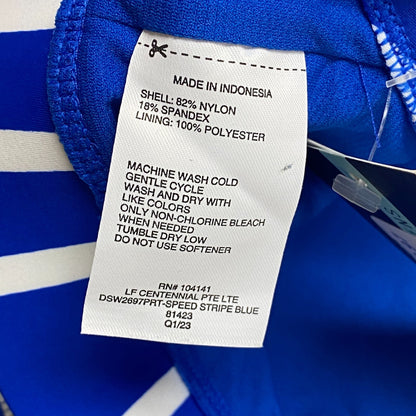 MADE IN INDONESIA
SHELL: 82% NYLON
18% SPANDEX
LINING: 100% POLYESTER
MACHINE WASH COLD
GENTLE CYCLE
WASH AND DRY WITH
LIKE COLORS
ONLY NON-CHLORINE BLEACH
WHEN NEEDED
TUMBLE DRY LOW
DO NOT USE SOFTENER
RN# 104141
LF CENTENNIAL PTE LTE
DSW2697PRT-SPEED STRIPE BLUE
81423
Q1/23